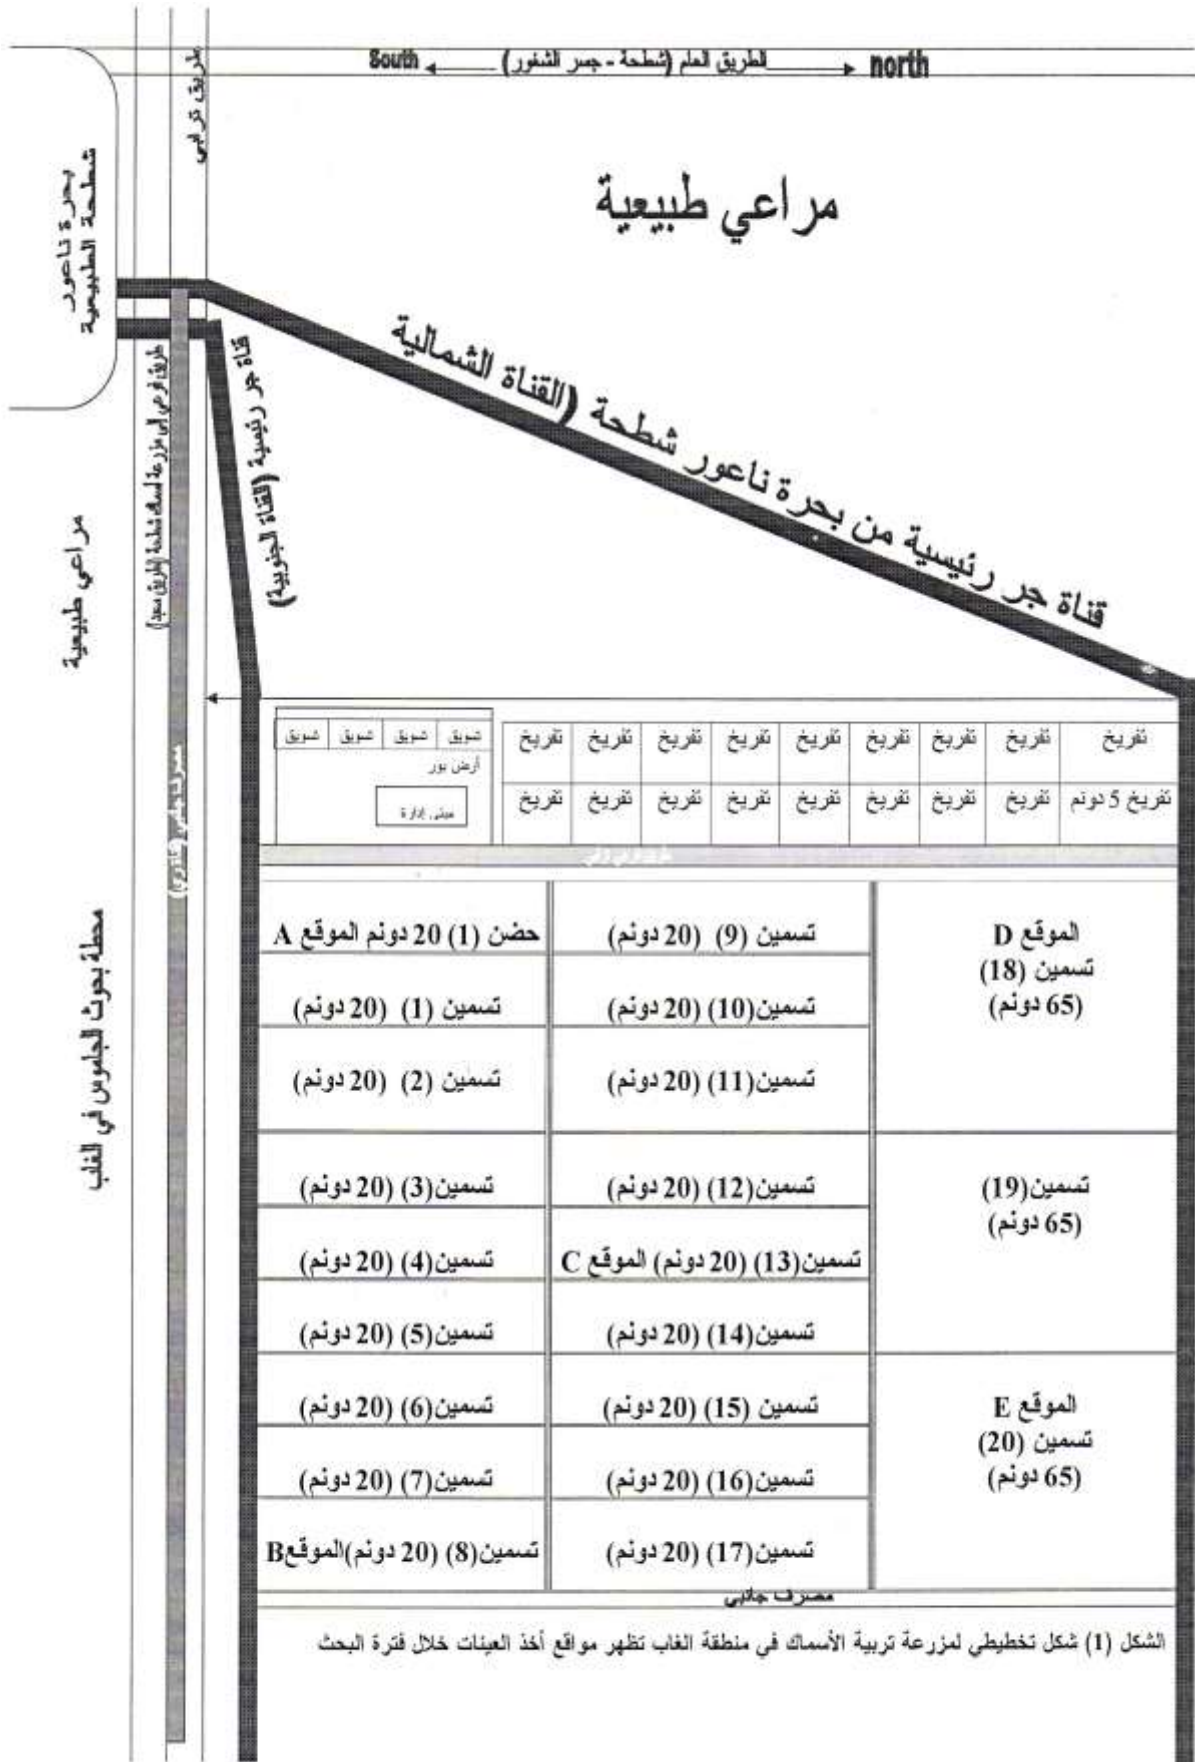 South
الطريق العام (شطحة - جسر الشغور)
north
طريق ترابي
بحرة ناعور
شطحة الطبيعية
مراعي طبيعية
قناة جر رئيسية من بحرة ناعور شطحة (القناة الشمالية
قناة جر رئيسية (القناة الجنوبية)
مراعي طبيعية
محطة بحوث الجاموس في الغاب
تفريخ تفريخ تفريخ تفريخ تفريخ تفريخ تفريخ تفريخ تفريخ
تشويق تشويق تشويق تشويق
أرض بور
تفريخ 5 دونم تفريخ تفريخ تفريخ تفريخ تفريخ تفريخ تفريخ تفريخ
مبنى إدارة
الموقع D
تسمين (18)
(65 دونم)
تسمين(19)
(65 دونم)
الموقع E
تسمين (20)
(65 دونم)
تسمين (9) (20 دونم)
تسمين(10) (20 دونم)
تسمين(11) (20 دونم)
تسمين(12) (20 دونم)
تسمين(13) (20 دونم) الموقع C
تسمين(14) (20 دونم)
تسمين (15) (20 دونم)
تسمين(16) (20 دونم)
تسمين(17) (20 دونم)
حضن (1) 20 دونم الموقع A
تسمين (1) (20 دونم)
تسمين (2) (20 دونم)
تسمين(3) (20 دونم)
تسمين(4) (20 دونم)
تسمين(5) (20 دونم)
تسمين(6) (20 دونم)
تسمين(7) (20 دونم)
تسمين(8) (20 دونم)الموقعB
مصرف جانبي
الشكل (1) شكل تخطيطي لمزرعة تربية الأسماك في منطقة الغاب تظهر مواقع أخذ العينات خلال فترة البحث